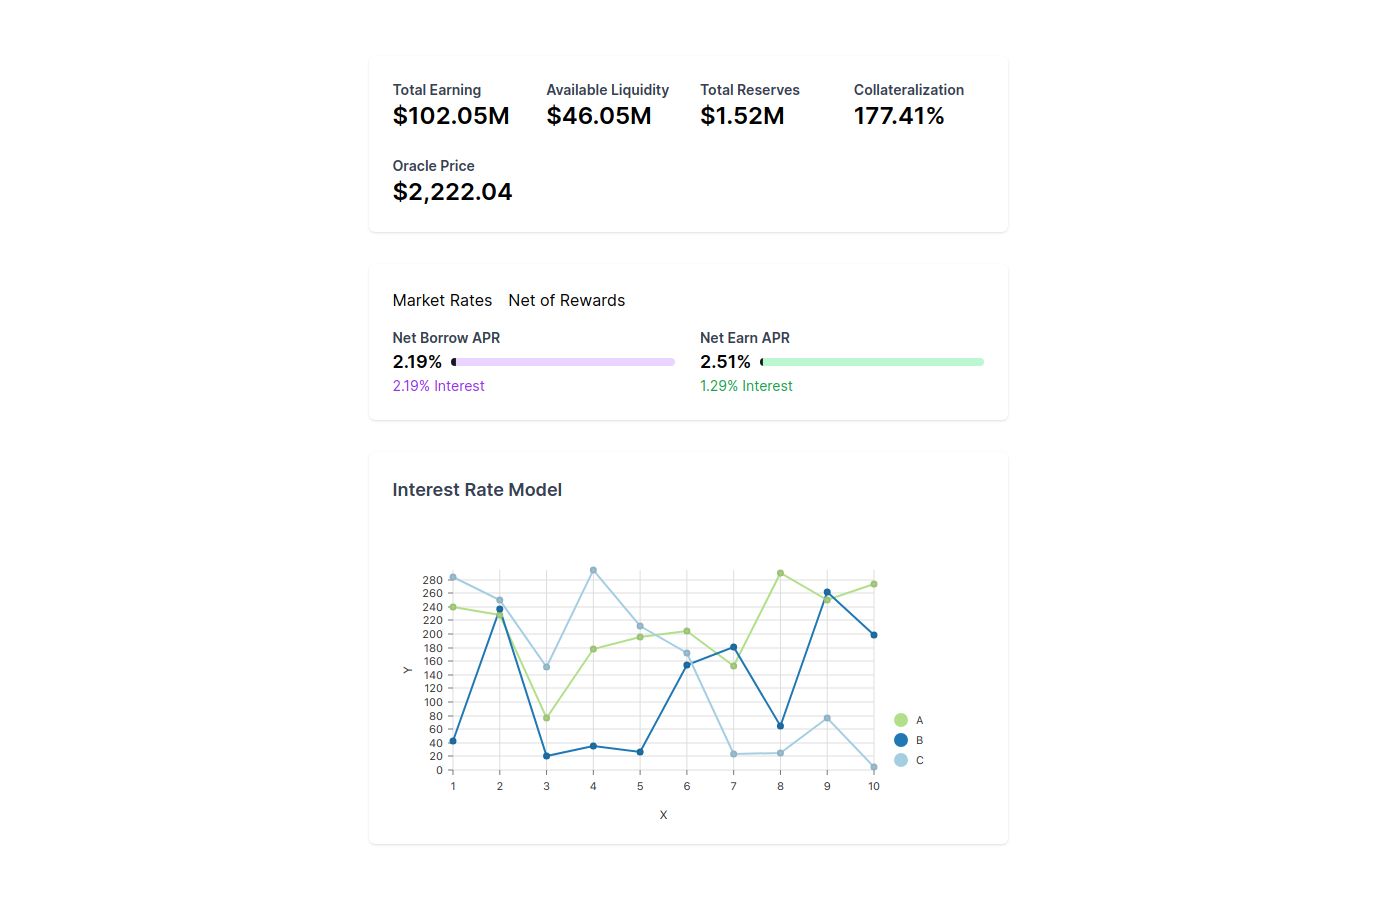 Total Earning Available Liquidity Total Reserves Collateralization
$102.05M $46.05M $1.52M 177.41%
Oracle Price
$2,222.04
Market Rates Net of Rewards
Net Borrow APR Net Earn APR
2.19% 2.51%
2.19% Interest 1.29% Interest
Interest Rate Model
280
260
240
220
200
180
160
140
120
100
80
60
40
20
0
Y
1 2 3 4 5 6 7 8 9 10
X
A
B
C